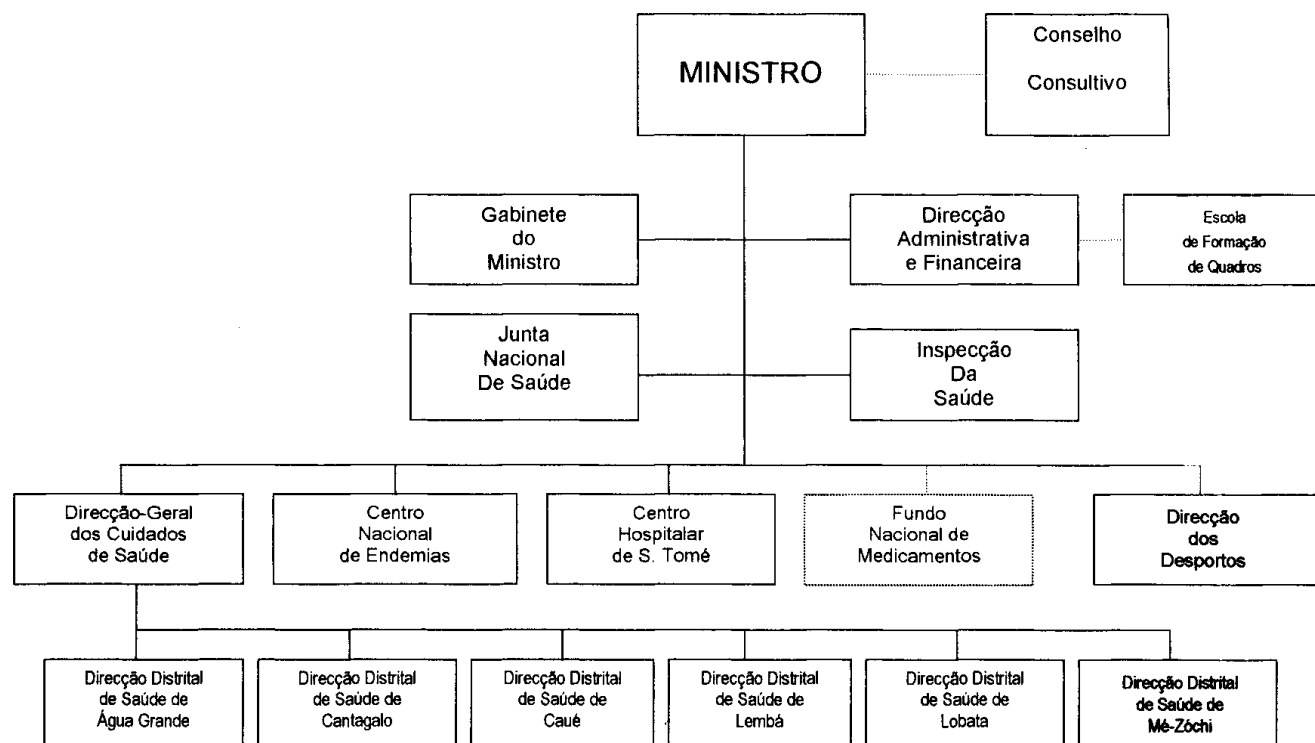 MINISTRO
Conselho
Consultivo
Gabinete
do
Ministro
Direcção
Administrativa
e Financeira
Escola
de Formação
de Quadros
Junta
Nacional
De Saúde
Inspecção
Da
Saúde
Direcção-Geral
dos Cuidados
de Saúde
Centro
Nacional
de Endemias
Centro
Hospitalar
de S. Tomé
Fundo
Nacional de
Medicamentos
Direcção
dos
Desportos
Direcção Distrital
de Saúde de
Água Grande
Direcção Distrital
de Saúde de
Cantagalo
Direcção Distrital
de Saúde de
Caué
Direcção Distrital
de Saúde de
Lembá
Direcção Distrital
de Saúde de
Lobata
Direcção Distrital
de Saúde de
Mé-Zóchi